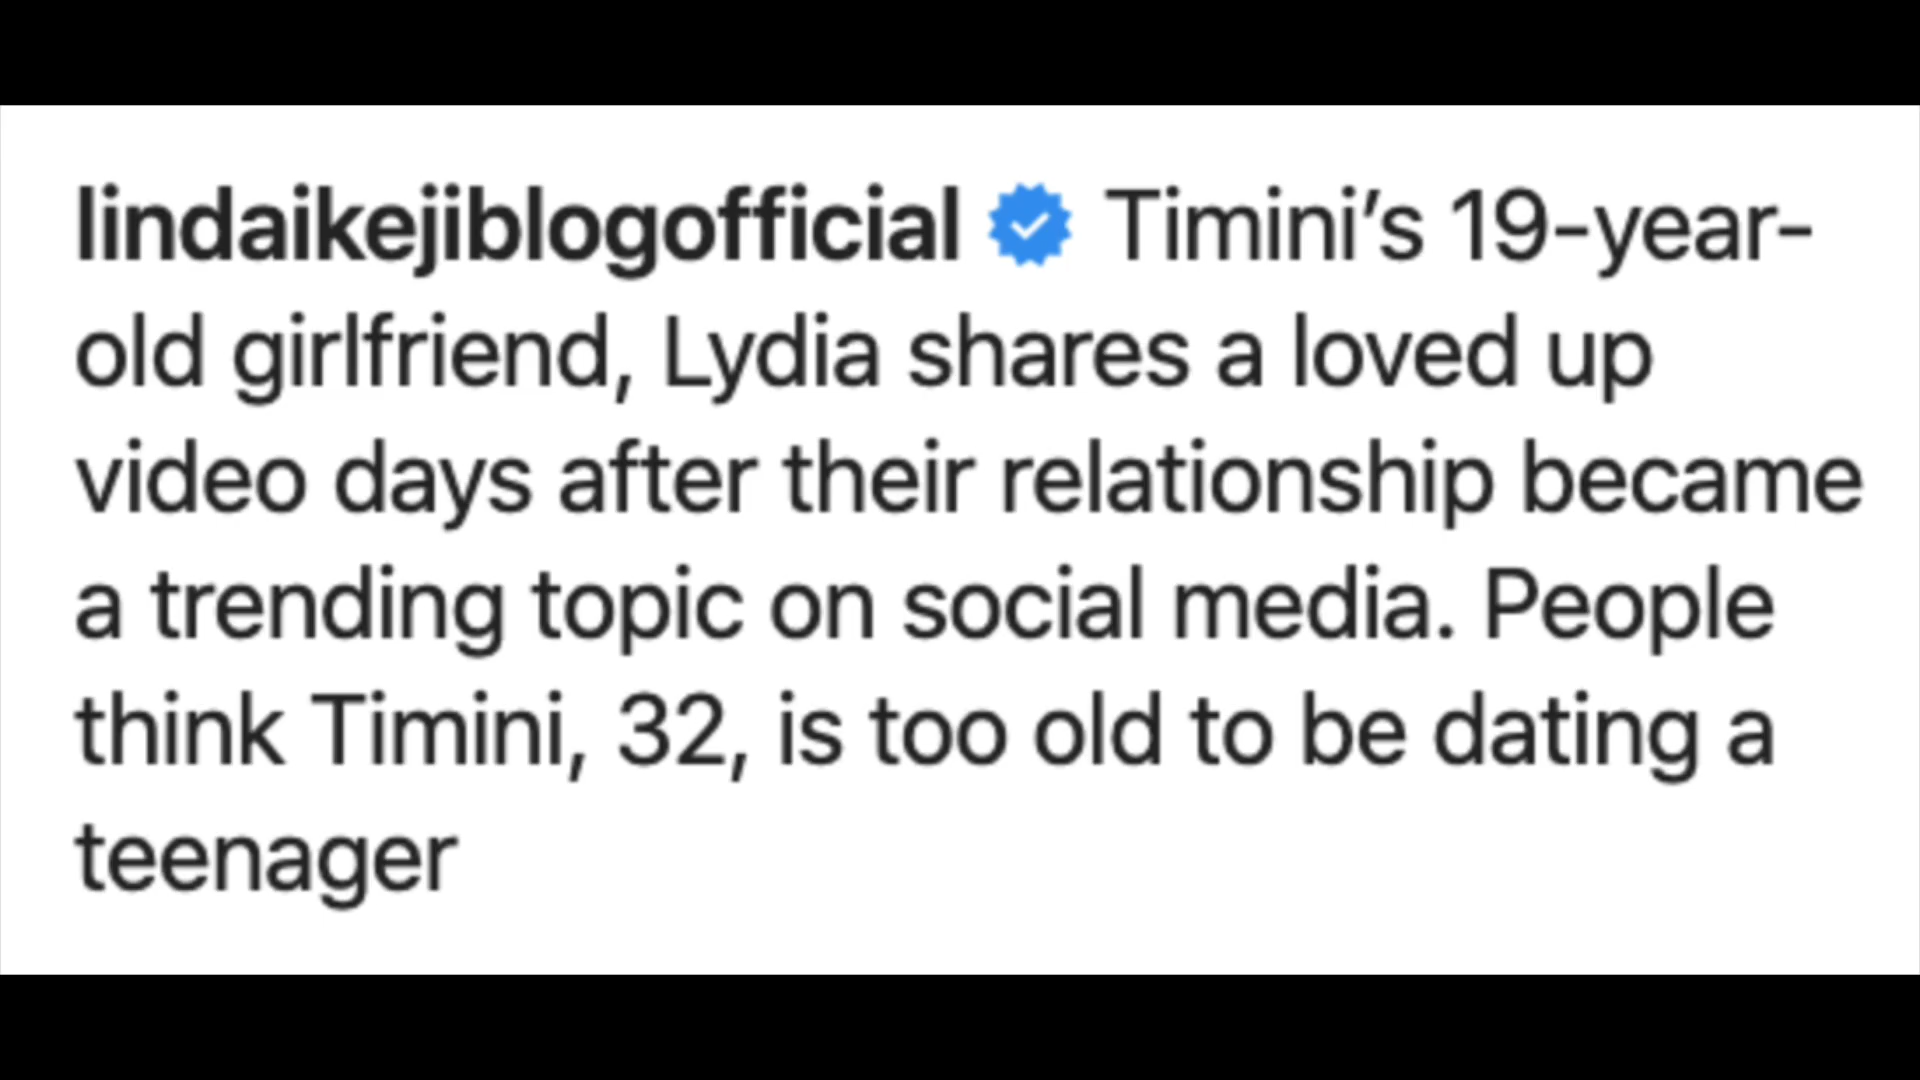 lindaikejiblogofficial Timini’s 19-year-
old girlfriend, Lydia shares a loved up
video days after their relationship became
a trending topic on social media. People
think Timini, 32, is too old to be dating a
teenager